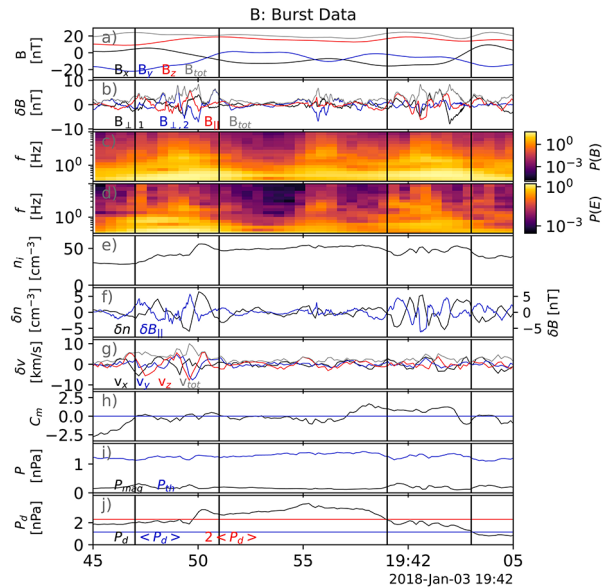 B: Burst Data
a)
B [nT]
20
0
−20
Bx By Bz Btot
b)
δB [nT]
10
0
−10
B⊥,1 B⊥,2 B|| Btot
c)
f [Hz]
10⁰
10⁰
10⁻³
P(B)
d)
f [Hz]
10⁰
10⁰
10⁻³
P(E)
e)
nᵢ [cm⁻³]
50
0
f)
δn [cm⁻³]
5
0
−5
δn δB||
5
0
−5
δB [nT]
g)
δv [km/s]
10
0
−10
vx vy vz vtot
h)
Cm
2.5
0.0
−2.5
i)
P [nPa]
1
0
Pmag Pth
j)
Pd [nPa]
2
0
Pd <Pd> 2<Pd>
45 50 55 19:42 05
2018-Jan-03 19:42